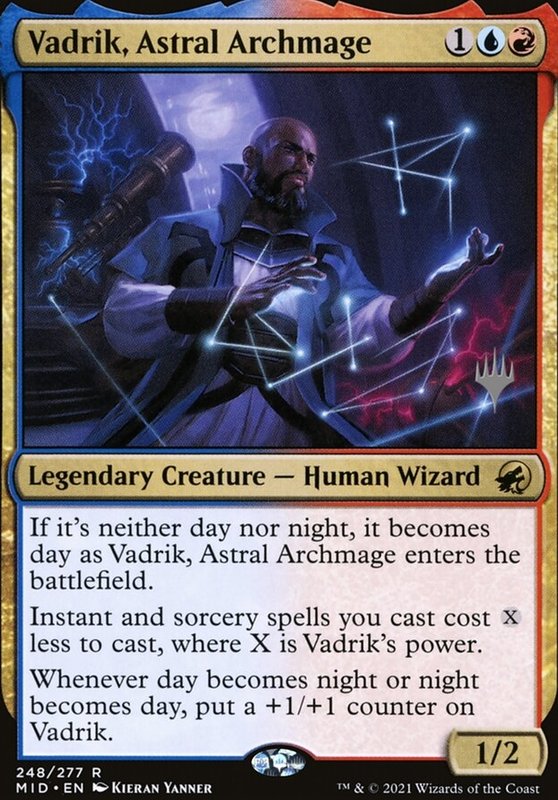 Vadrik, Astral Archmage 1
Legendary Creature — Human Wizard
If it's neither day nor night, it becomes
day as Vadrik, Astral Archmage enters the
battlefield.
Instant and sorcery spells you cast cost X
less to cast, where X is Vadrik's power.
Whenever day becomes night or night
becomes day, put a +1/+1 counter on
Vadrik.
1/2
248/277 R
MID • EN Kieran Yanner
™ & © 2021 Wizards of the Coast